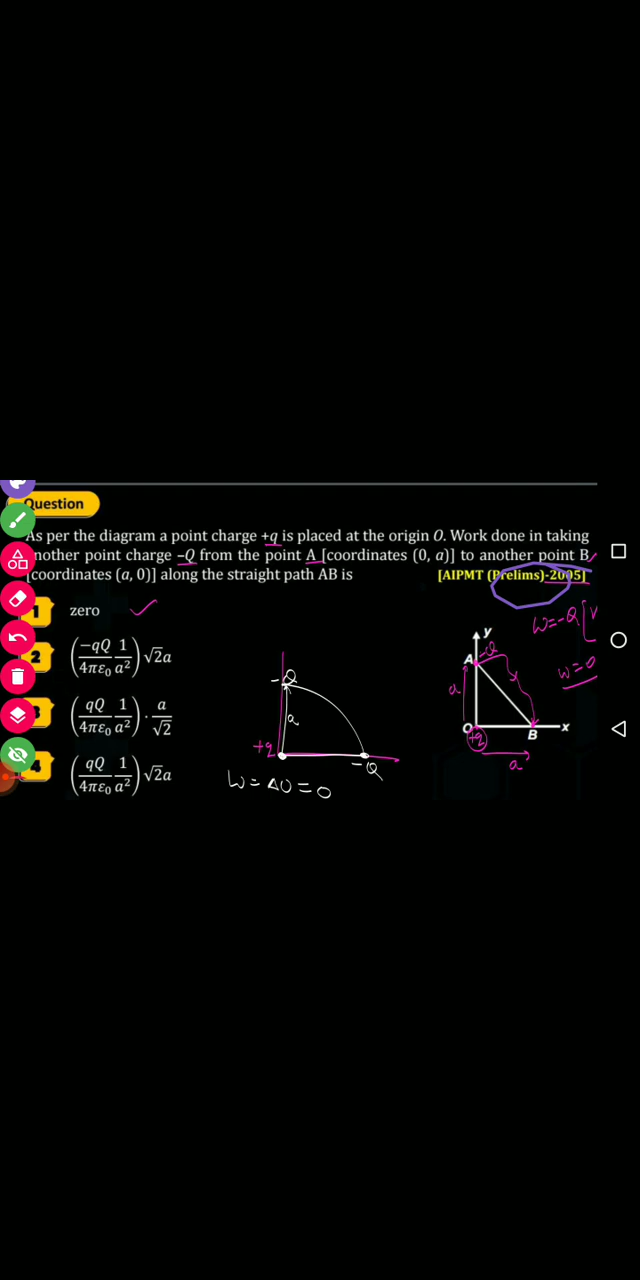 Question
As per the diagram a point charge +q is placed at the origin O. Work done in taking
another point charge –Q from the point A [coordinates (0, a)] to another point B
[coordinates (a, 0)] along the straight path AB is
[AIPMT (Prelims)-2005]
1 zero
2 (−qQ/4πε₀ 1/a²)√2a
3 (qQ/4πε₀ 1/a²)·a/√2
4 (qQ/4πε₀ 1/a²)√2a
-Q
a
+q
-Q
W = ΔU = 0
y
A
-Q
a
O
+q
B
x
a
W=-Q[
W=0